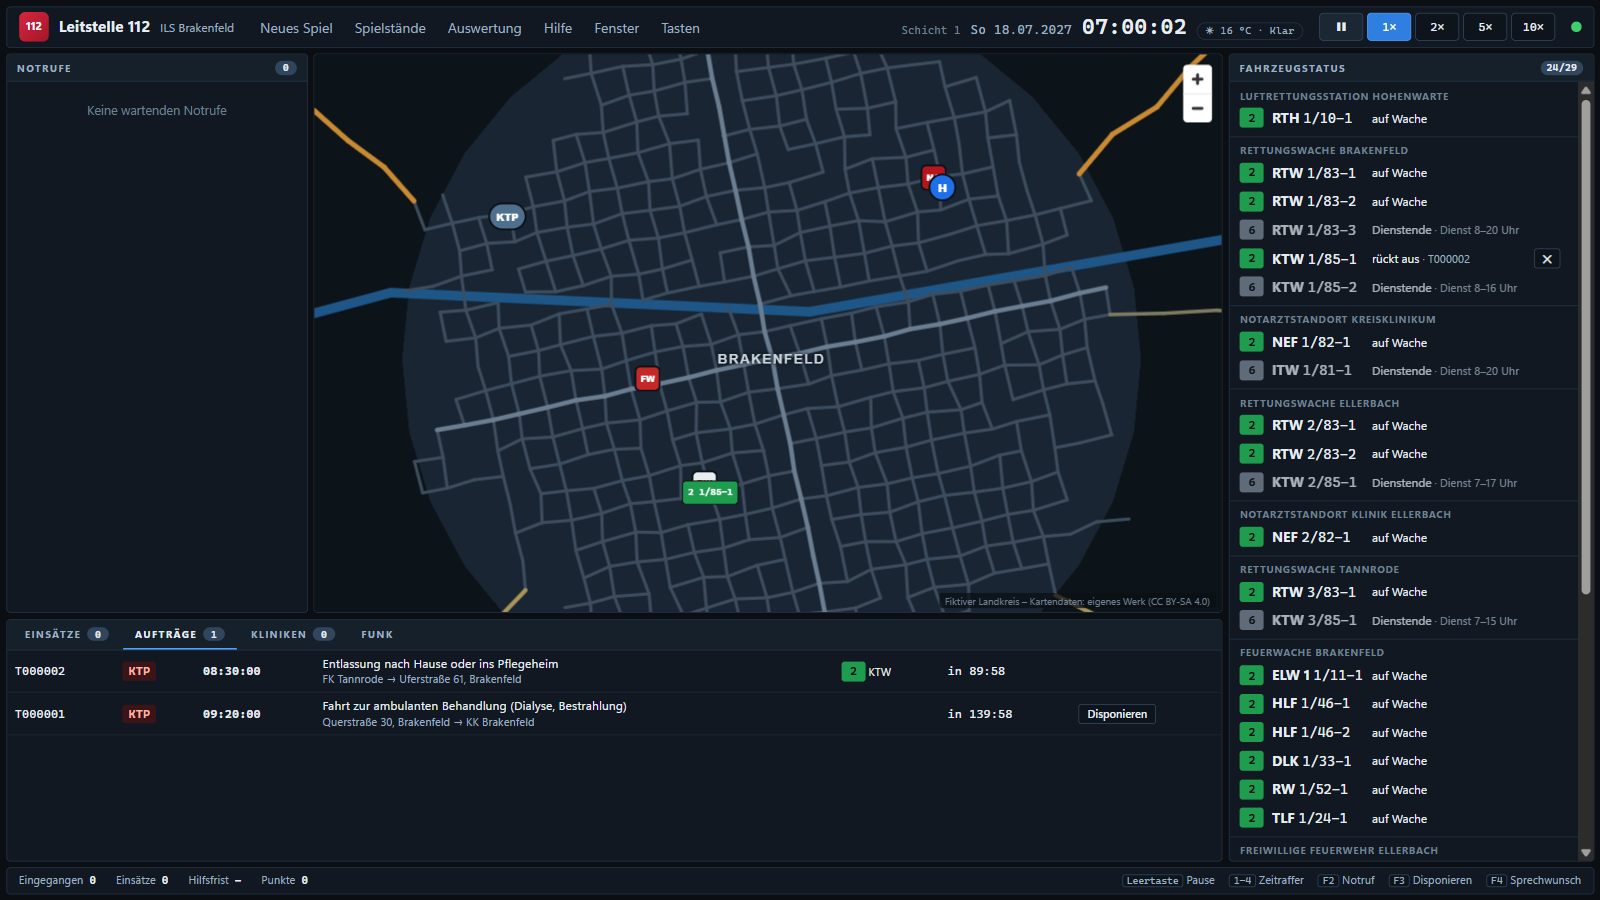 112 Leitstelle 112 ILS Brakenfeld Neues Spiel Spielstände Auswertung Hilfe Fenster Tasten Schicht 1 So 18.07.2027 07:00:02 ☀ 16 °C · Klar 1× 2× 5× 10×
NOTRUFE 0
Keine wartenden Notrufe
+
−
H
KTP
BRAKENFELD
FW
2 1/85–1
Fiktiver Landkreis – Kartendaten: eigenes Werk (CC BY-SA 4.0)
FAHRZEUGSTATUS 24/29
LUFTRETTUNGSSTATION HOHENWARTE
2 RTH 1/10–1 auf Wache
RETTUNGSWACHE BRAKENFELD
2 RTW 1/83–1 auf Wache
2 RTW 1/83–2 auf Wache
6 RTW 1/83–3 Dienstende · Dienst 8–20 Uhr
2 KTW 1/85–1 rückt aus · T000002 ✕
6 KTW 1/85–2 Dienstende · Dienst 8–16 Uhr
NOTARZTSTANDORT KREISKLINIKUM
2 NEF 1/82–1 auf Wache
6 ITW 1/81–1 Dienstende · Dienst 8–20 Uhr
RETTUNGSWACHE ELLERBACH
2 RTW 2/83–1 auf Wache
2 RTW 2/83–2 auf Wache
6 KTW 2/85–1 Dienstende · Dienst 7–17 Uhr
NOTARZTSTANDORT KLINIK ELLERBACH
2 NEF 2/82–1 auf Wache
RETTUNGSWACHE TANNRODE
2 RTW 3/83–1 auf Wache
6 KTW 3/85–1 Dienstende · Dienst 7–15 Uhr
FEUERWACHE BRAKENFELD
2 ELW 1 1/11–1 auf Wache
2 HLF 1/46–1 auf Wache
2 HLF 1/46–2 auf Wache
2 DLK 1/33–1 auf Wache
2 RW 1/52–1 auf Wache
2 TLF 1/24–1 auf Wache
FREIWILLIGE FEUERWEHR ELLERBACH
EINSÄTZE 0 AUFTRÄGE 1 KLINIKEN 0 FUNK
T000002 KTP 08:30:00 Entlassung nach Hause oder ins Pflegeheim 2 KTW in 89:58
FK Tannrode → Uferstraße 61, Brakenfeld
T000001 KTP 09:20:00 Fahrt zur ambulanten Behandlung (Dialyse, Bestrahlung) in 139:58 Disponieren
Querstraße 30, Brakenfeld → KK Brakenfeld
Eingegangen 0 Einsätze 0 Hilfsfrist – Punkte 0 Leertaste Pause 1–4 Zeitraffer F2 Notruf F3 Disponieren F4 Sprechwunsch